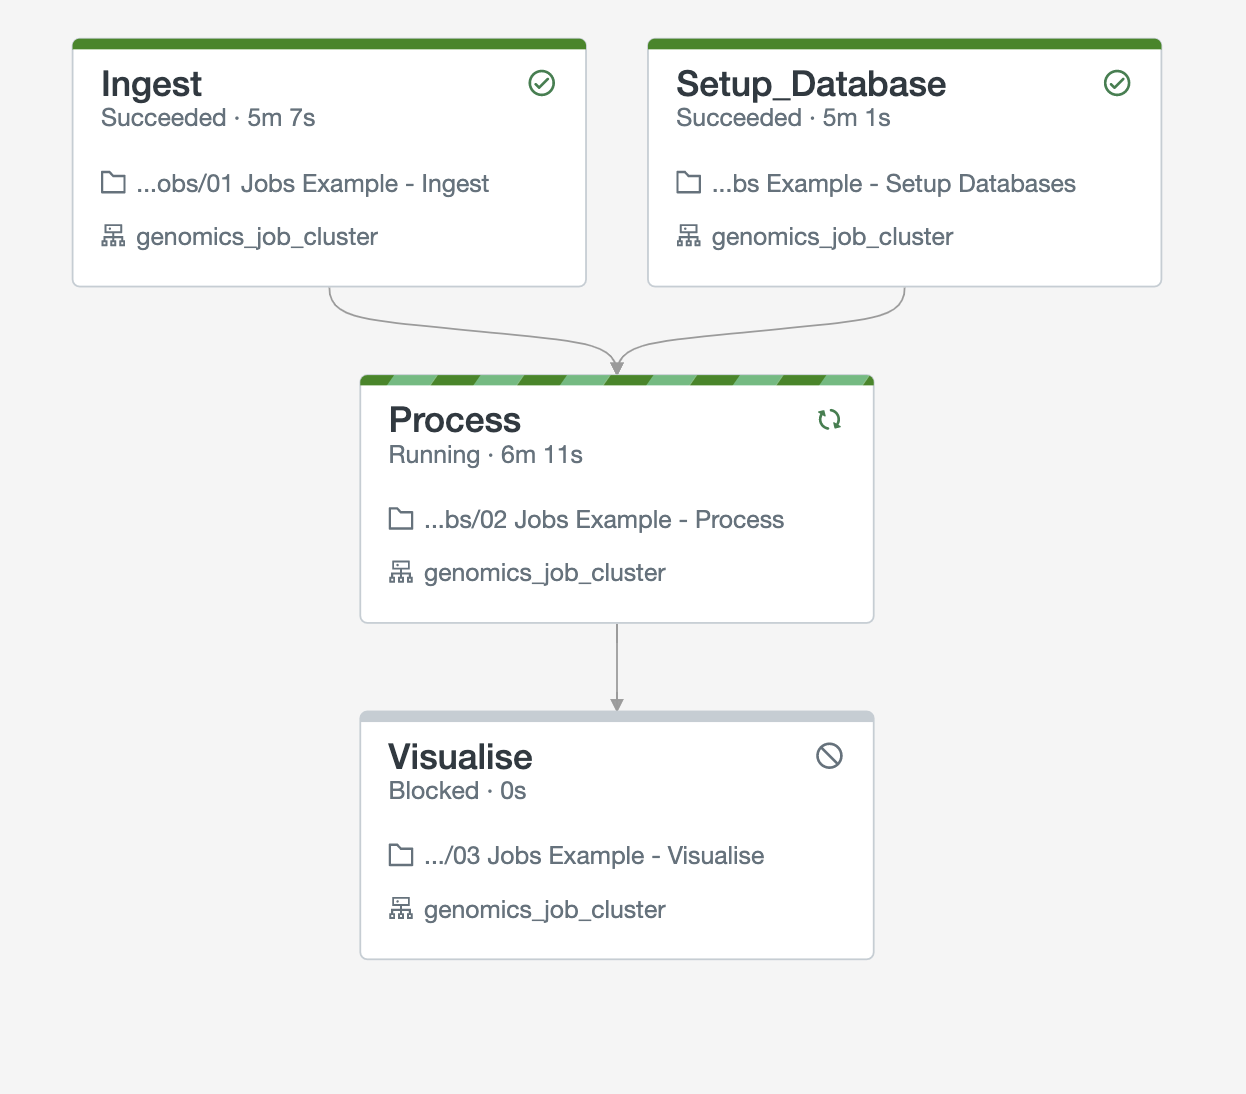 Ingest
Succeeded · 5m 7s
...obs/01 Jobs Example - Ingest
genomics_job_cluster
Setup_Database
Succeeded · 5m 1s
...bs Example - Setup Databases
genomics_job_cluster
Process
Running · 6m 11s
...bs/02 Jobs Example - Process
genomics_job_cluster
Visualise
Blocked · 0s
.../03 Jobs Example - Visualise
genomics_job_cluster